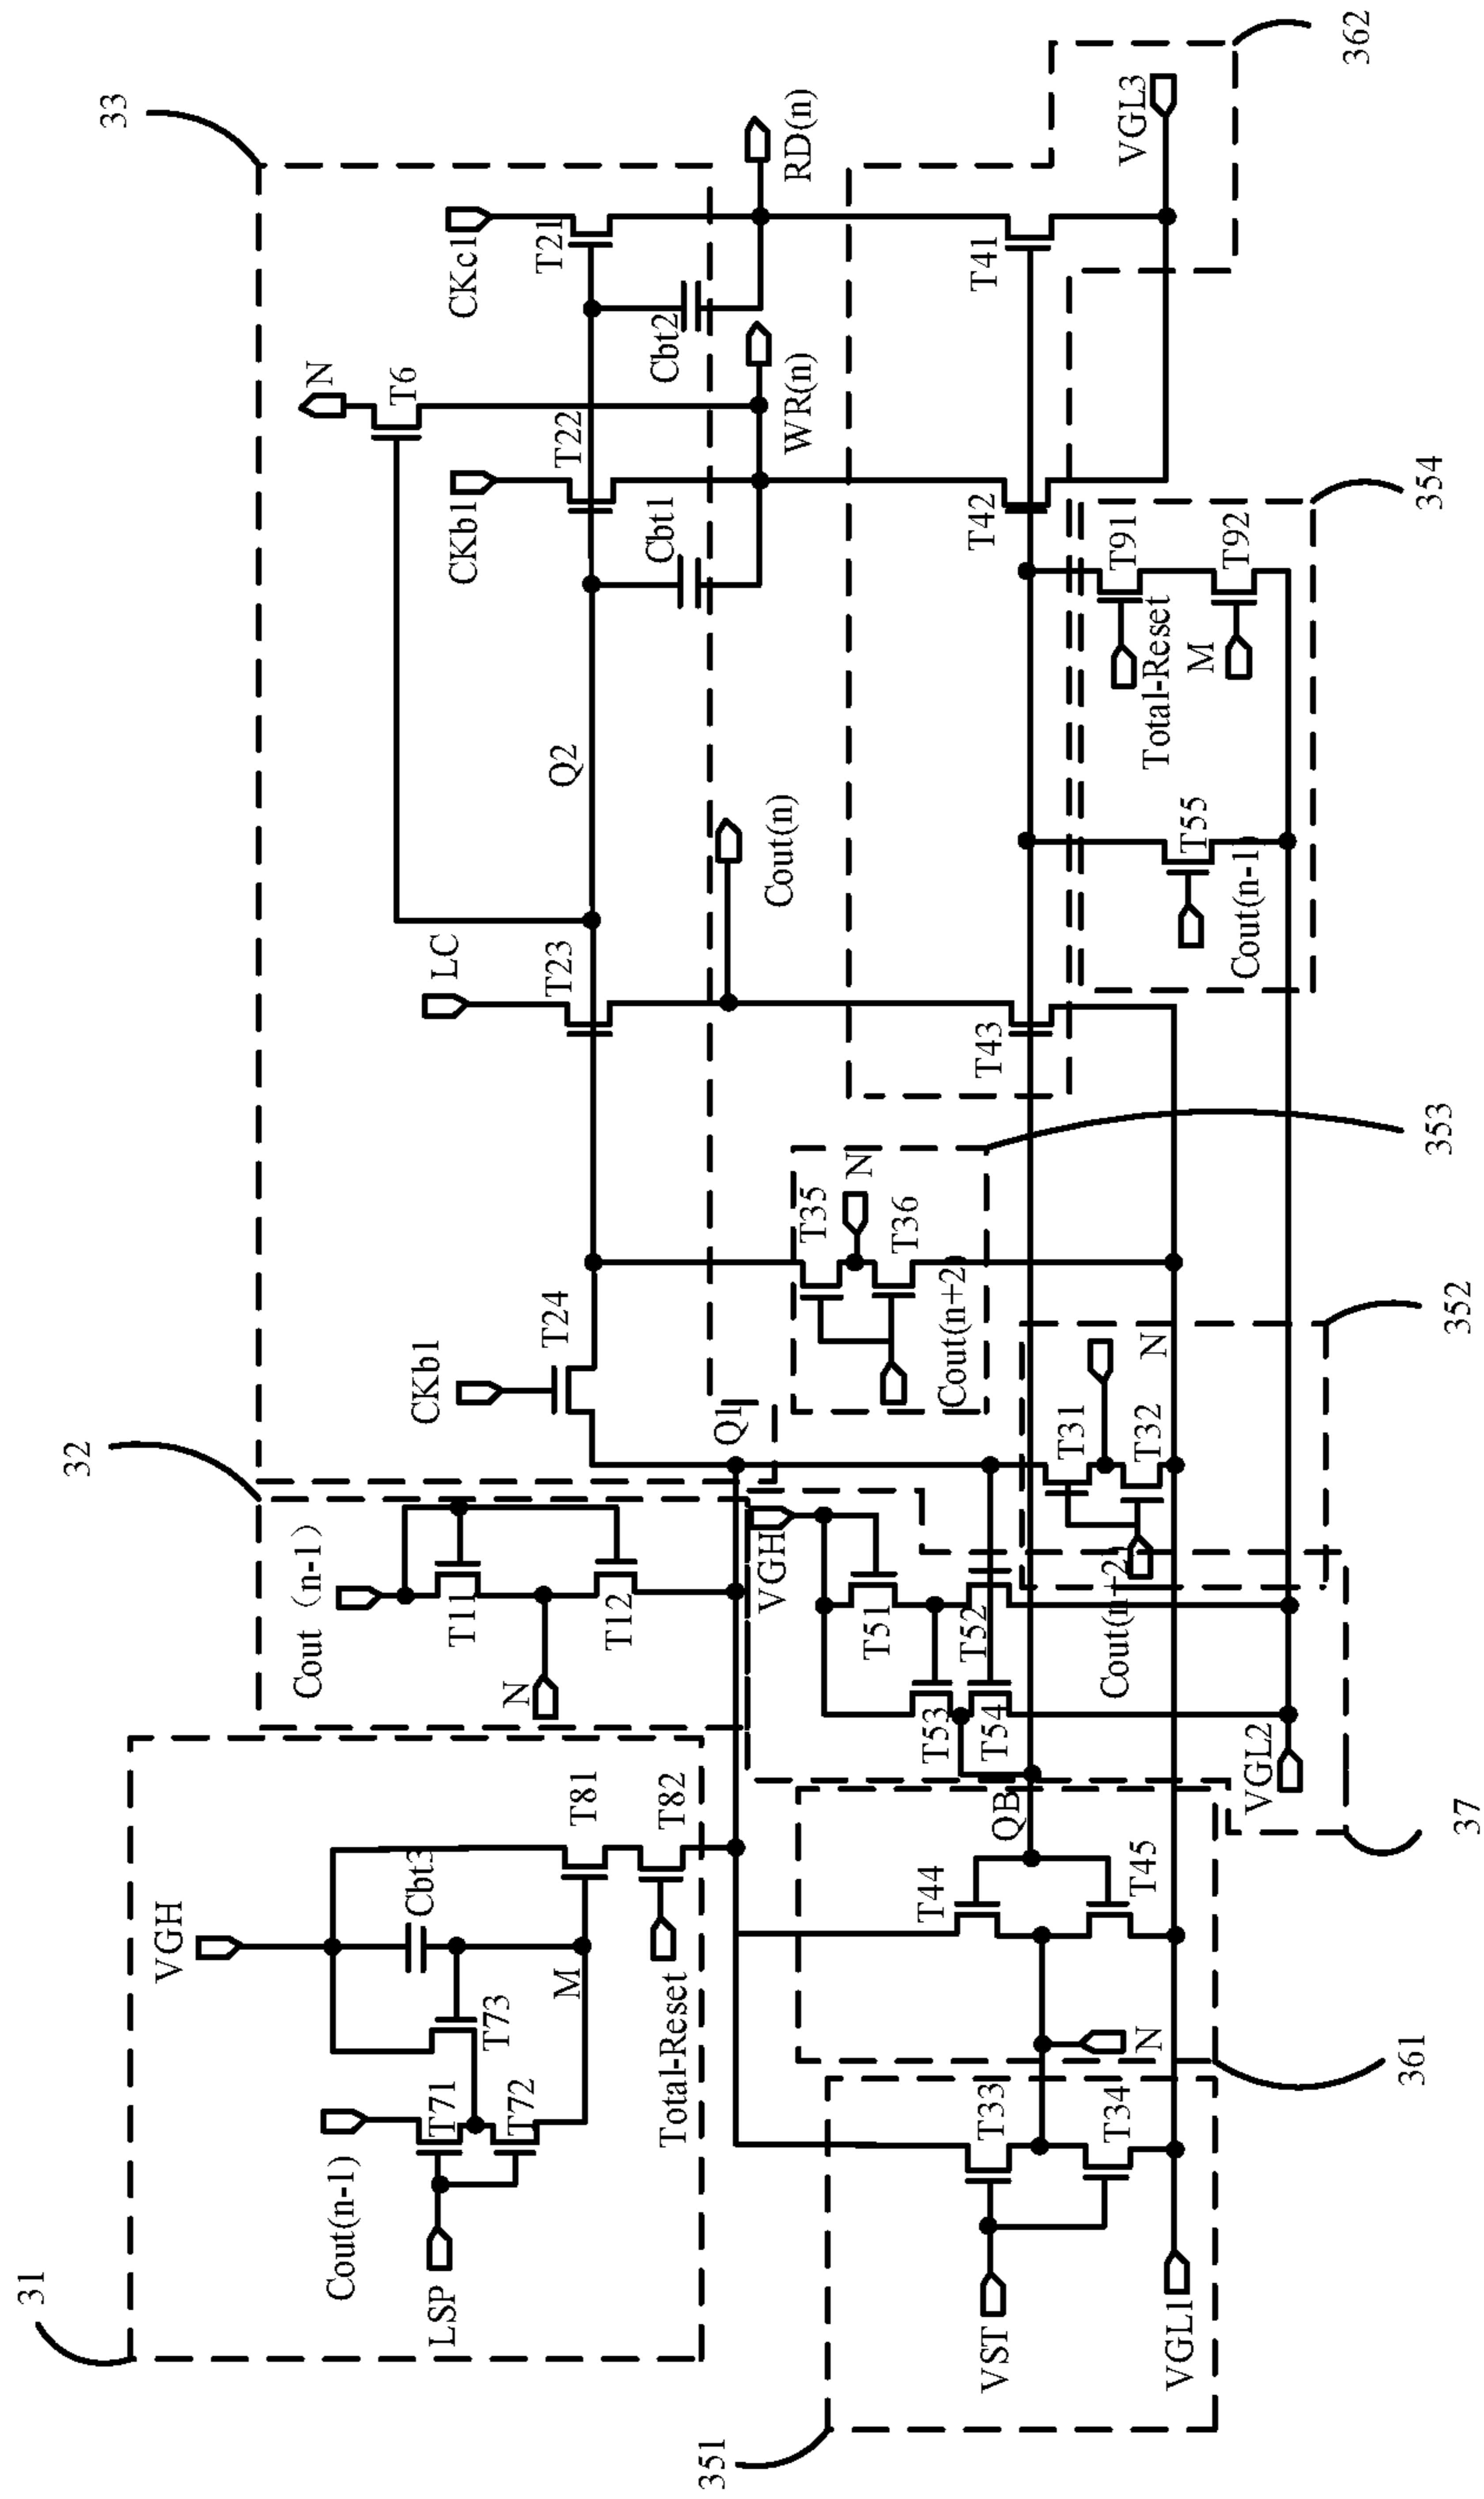 33
362
CKc1
T21
RD(n)
VGL3
T41
Cbt2
N
T6
WR(n)
T22
CKb1
Cbt1
T42
354
T91
T92
Total-Reset
M
Q2
Cout(n)
T55
Cout(n-1)
LC
T23
T43
353
T35
N
T36
Cout(n+2)
T24
CKb1
352
Q1
T31
N
T32
Cout(n+2)
32
Cout (n-1)
T11
T12
N
VGH
T51
T52
T53
T54
VGL2
37
QB
T44
T45
T81
T82
Cbt3
VGH
M
T73
Total-Reset
N
361
T71
T72
Cout(n-1)
LSP
T33
T34
31
VST
VGL1
351